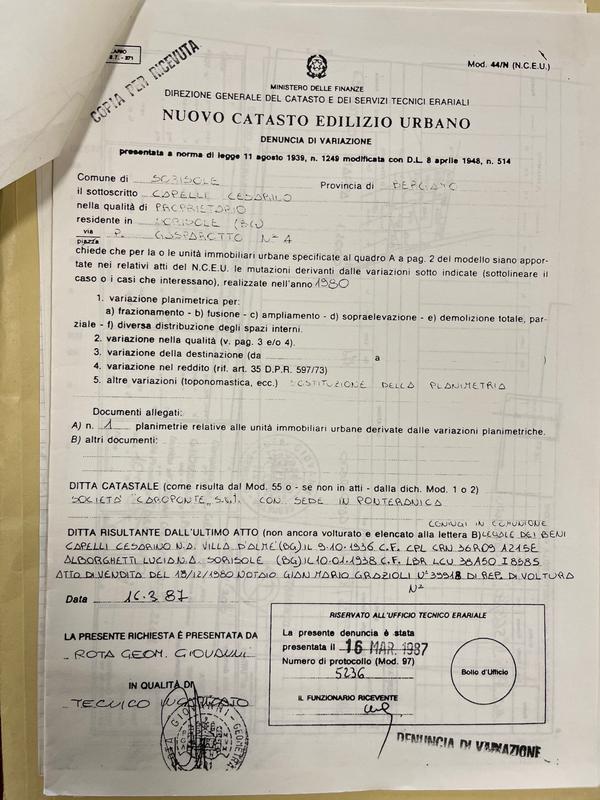 LARIO
S.T. - 271
COPIA PER RICEVUTA
Mod. 44/N (N.C.E.U.)
MINISTERO DELLE FINANZE
DIREZIONE GENERALE DEL CATASTO E DEI SERVIZI TECNICI ERARIALI
NUOVO CATASTO EDILIZIO URBANO
DENUNCIA DI VARIAZIONE
presentata a norma di legge 11 agosto 1939, n. 1249 modificata con D.L. 8 aprile 1948, n. 514
Comune di SORISOLE Provincia di BERGAMO
il sottoscritto CAPELLI CESARINO
nella qualità di PROPRIETARIO
residente in SORISOLE (BG)
via
piazza P. GUSPAROTTO N° 4
chiede che per la o le unità immobiliari urbane specificate al quadro A a pag. 2 del modello siano appor-
tate nei relativi atti del N.C.E.U. le mutazioni derivanti dalle variazioni sotto indicate (sottolineare il
caso o i casi che interessano), realizzate nell'anno 1980
1. variazione planimetrica per:
a) frazionamento - b) fusione - c) ampliamento - d) sopraelevazione - e) demolizione totale, par-
ziale - f) diversa distribuzione degli spazi interni.
2. variazione nella qualità (v. pag. 3 e/o 4).
3. variazione della destinazione (da a )
4. variazione nel reddito (rif. art. 35 D.P.R. 597/73)
5. altre variazioni (toponomastica, ecc.) SOSTITUZIONE DELLA PLANIMETRIA
Documenti allegati:
A) n. 1 planimetrie relative alle unità immobiliari urbane derivate dalle variazioni planimetriche.
B) altri documenti:
DITTA CATASTALE (come risulta dal Mod. 55 o - se non in atti - dalla dich. Mod. 1 o 2)
SOCIETA' "CAROPONTE" S.R.L. CON SEDE IN PONTERANICA
CONIUGI IN COMUNIONE
DITTA RISULTANTE DALL'ULTIMO ATTO (non ancora volturato e elencato alla lettera B) LEGALE DEI BENI
CAPELLI CESARINO N.A. VILLA D'ALME' (BG) IL 9.10.1936 C.F. CPL CRN 36R09 A215E
ALBORGHETTI LUCIA N.A. SORISOLE (BG) IL 10.01.1938 C.F. LBR LCU 38A50 I858S
ATTO DI VENDITA DEL 19/12/1980 NOTAIO GIAN MARIO GRAZIOLI N° 39918 DI REP. DI VOLTURA
N°
Data 16.3.87
RISERVATO ALL'UFFICIO TECNICO ERARIALE
LA PRESENTE RICHIESTA È PRESENTATA DA
ROTA GEOM. GIOVANNI
La presente denuncia è stata
presentata il 16 MAR. 1987
Numero di protocollo (Mod. 97)
5236
Bollo d'Ufficio
IN QUALITÀ DI
TECNICO INCARICATO
IL FUNZIONARIO RICEVENTE
DENUNCIA DI VARIAZIONE